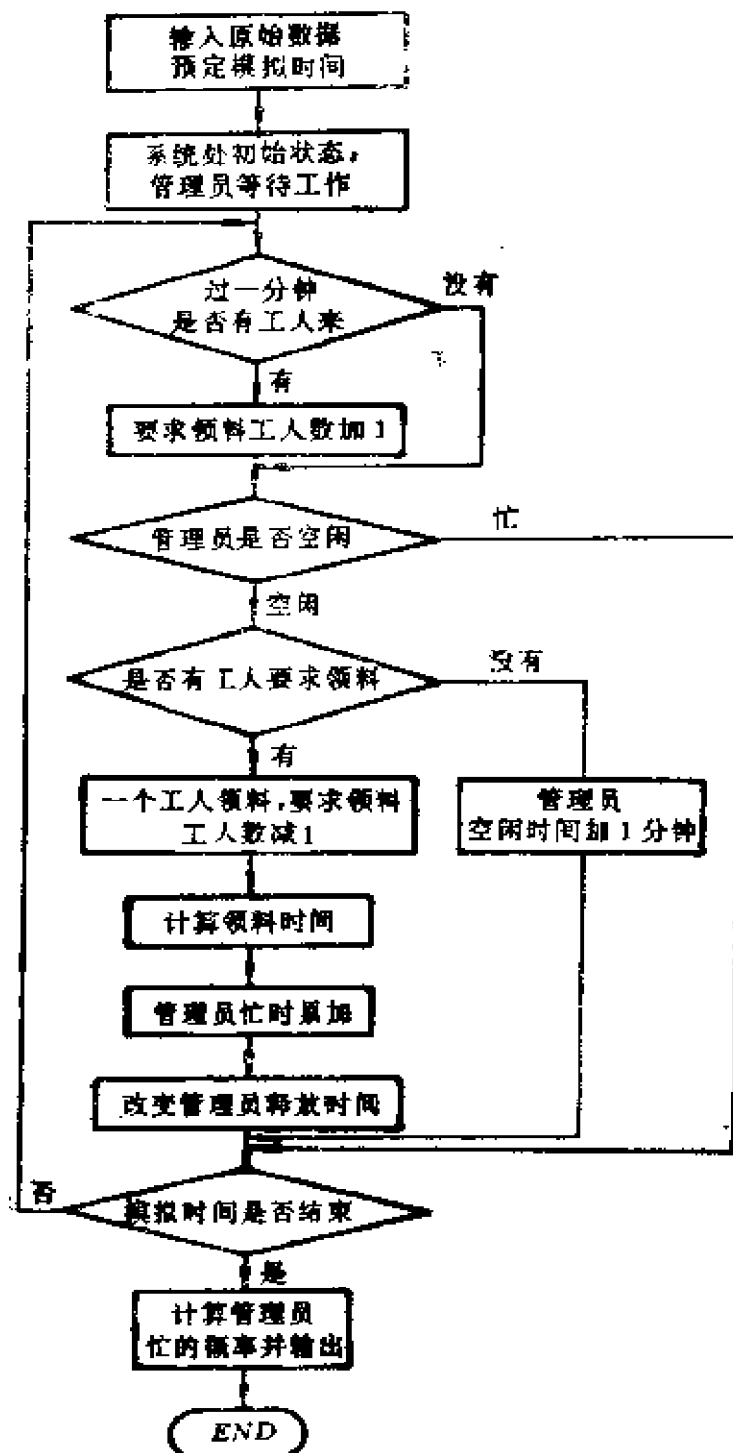 输入原始数据
预定模拟时间
系统处初始状态，
管理员等待工作
过一分钟
是否有工人来
没有
有
要求领料工人数加1
管理员是否空闲
忙
空闲
是否有工人要求领料
没有
有
一个工人领料，要求领料
工人数减1
管理员
空闲时间加1分钟
计算领料时间
管理员忙时累加
改变管理员释放时间
否
模拟时间是否结束
是
计算管理员
忙的概率并输出
END